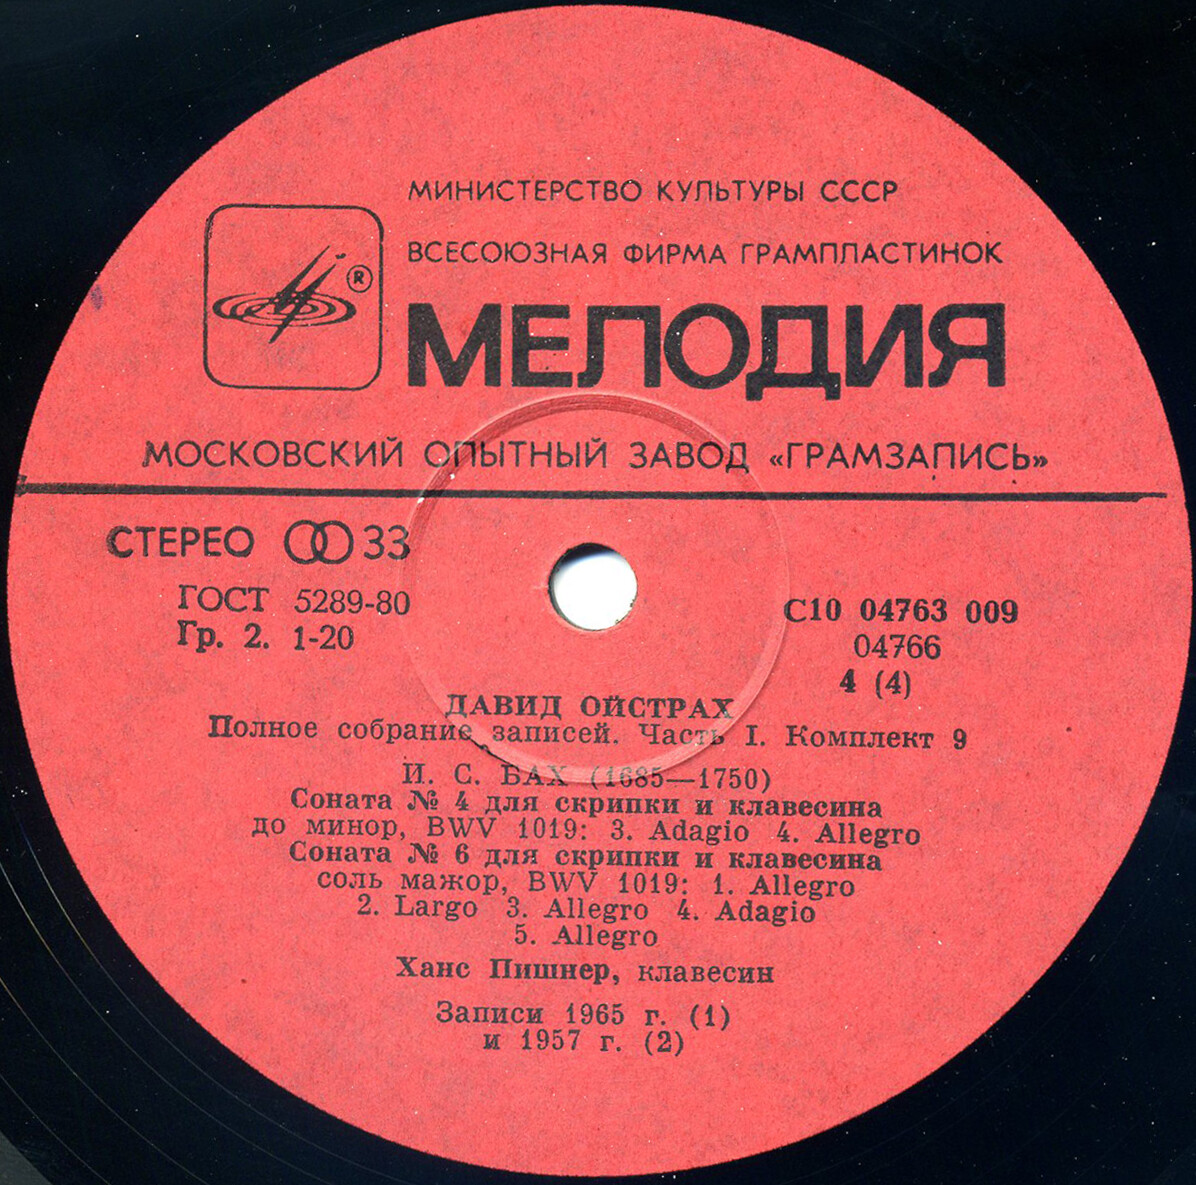 МИНИСТЕРСТВО КУЛЬТУРЫ СССР
ВСЕСОЮЗНАЯ ФИРМА ГРАМПЛАСТИНОК
®
МЕЛОДИЯ
МОСКОВСКИЙ ОПЫТНЫЙ ЗАВОД «ГРАМЗАПИСЬ»
СТЕРЕО 33
ГОСТ 5289-80
Гр. 2. 1-20
С10 04763 009
04766
4 (4)
ДАВИД ОЙСТРАХ
Полное собрание записей. Часть I. Комплект 9
И. С. БАХ (1685—1750)
Соната № 4 для скрипки и клавесина
до минор, BWV 1019: 3. Adagio 4. Allegro
Соната № 6 для скрипки и клавесина
соль мажор, BWV 1019: 1. Allegro
2. Largo 3. Allegro 4. Adagio
5. Allegro
Ханс Пишнер, клавесин
Записи 1965 г. (1)
и 1957 г. (2)